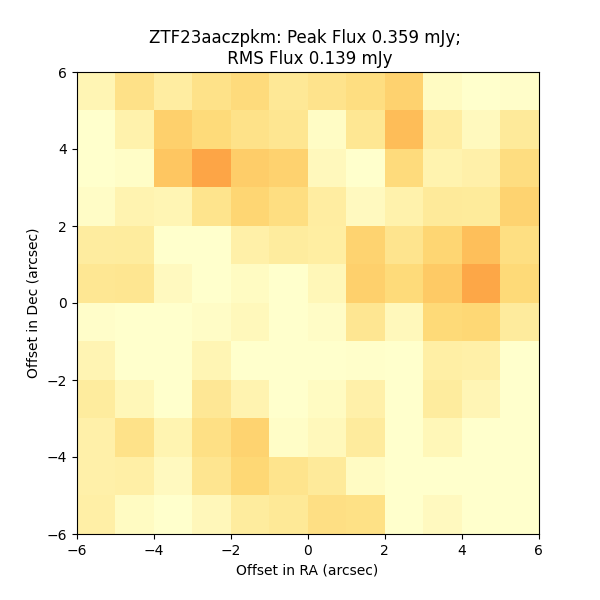 ZTF23aaczpkm: Peak Flux 0.359 mJy;
RMS Flux 0.139 mJy
6
4
2
0
−2
−4
−6
Offset in Dec (arcsec)
−6 −4 −2 0 2 4 6
Offset in RA (arcsec)